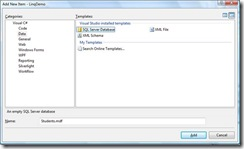 Add New Item - LinqDemo
Categories:
Templates:
Visual C#
Code
Data
General
Web
Windows Forms
WPF
Reporting
Silverlight
Workflow
Visual Studio installed templates
SQL Server Database
XML File
XML Schema
My Templates
Search Online Templates...
An empty SQL Server database
Name:
Students.mdf
Add
Cancel